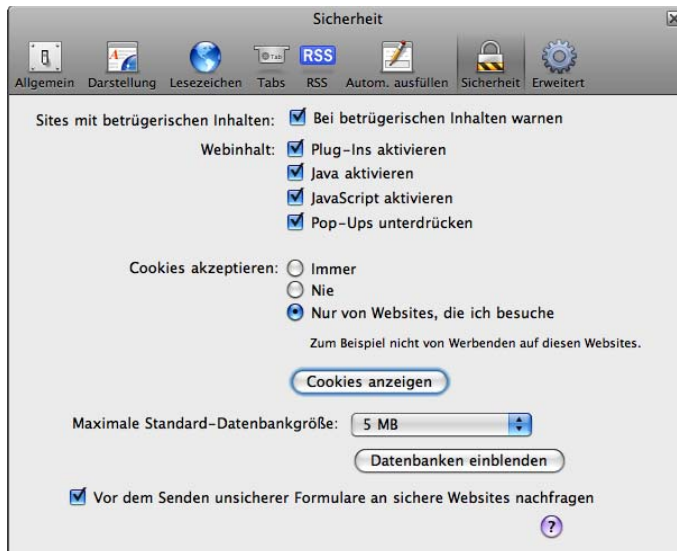 Sicherheit
RSS
Tab
Allgemein Darstellung Lesezeichen Tabs RSS Autom. ausfüllen Sicherheit Erweitert
Sites mit betrügerischen Inhalten: Bei betrügerischen Inhalten warnen
Webinhalt: Plug-Ins aktivieren
Java aktivieren
JavaScript aktivieren
Pop-Ups unterdrücken
Cookies akzeptieren: Immer
Nie
Nur von Websites, die ich besuche
Zum Beispiel nicht von Werbenden auf diesen Websites.
Cookies anzeigen
Maximale Standard-Datenbankgröße: 5 MB
Datenbanken einblenden
Vor dem Senden unsicherer Formulare an sichere Websites nachfragen
?